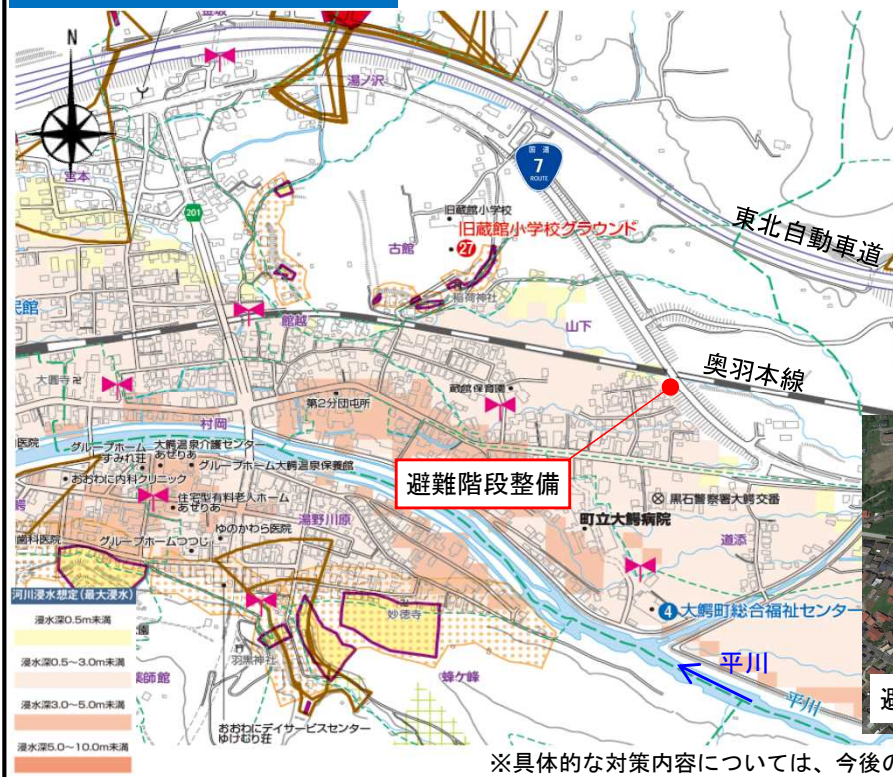 N
湯ノ沢
宮本
国道
7
ROUTE
201
旧蔵館小学校
旧蔵館小学校グラウンド
27
古館
東北自動車道
稲荷神社
民館
館越
山下
奥羽本線
大圓寺卍
蔵館保育園
第2分団屯所
村岡
医院
グループホーム
すみれ荘
大鰐温泉介護センター
あぜりあ
グループホーム大鰐温泉保養館
おおわに内科クリニック
避難階段整備
黒石警察署大鰐交番
住宅型有料老人ホーム
あぜりあ
町立大鰐病院
道添
湯野川原
ゆのかわら医院
歯科医院
グループホームつつじ
河川浸水想定(最大浸水)
浸水深0.5m未満
浸水深0.5～3.0m未満
浸水深3.0～5.0m未満
浸水深5.0～10.0m未満
園
妙徳寺
4 大鰐町総合福祉センター
羽黒神社
薬師館
蜂ケ峰
平川
平川
避
おおわにデイサービスセンター
ゆけむり荘
※具体的な対策内容については、今後の